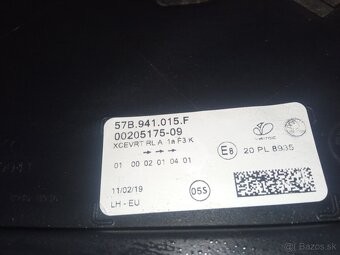 57B.941.015.F
00205175-09
XCEVRT RL A 1a F3 K
01 00 02 01 04 01
E8
20 PL 8935
11/02/19
05S
LH - EU
bazos.sk